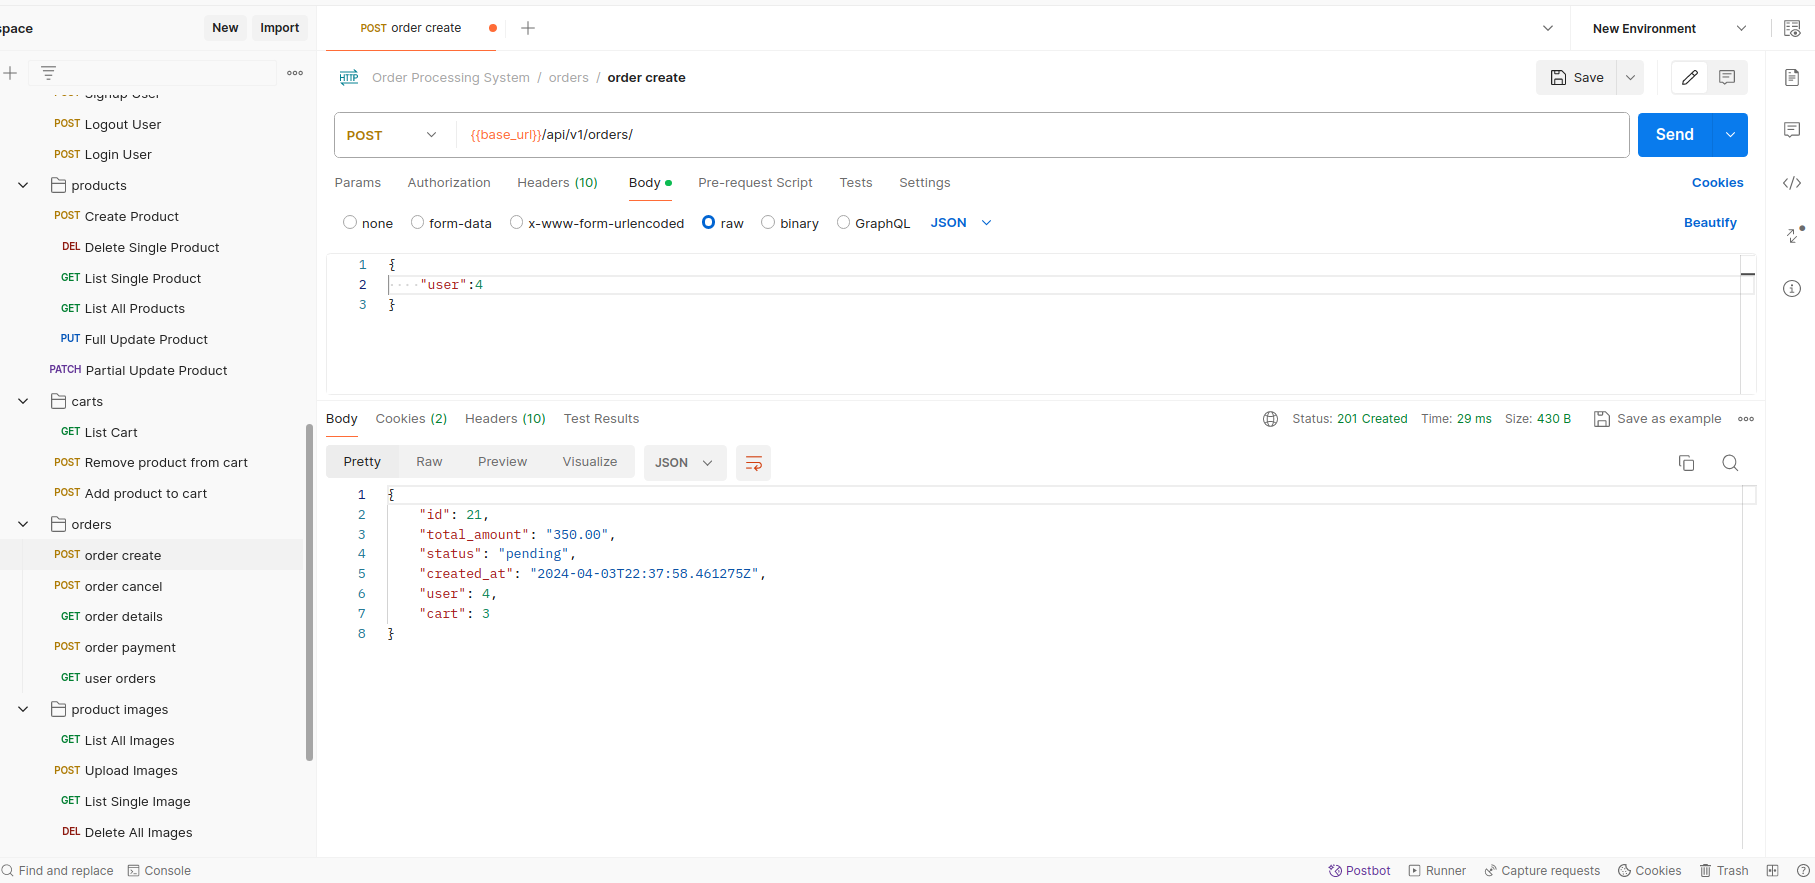 space
New
Import
POST order create
New Environment
Signup User
POST Logout User
POST Login User
products
POST Create Product
DEL Delete Single Product
GET List Single Product
GET List All Products
PUT Full Update Product
PATCH Partial Update Product
carts
GET List Cart
POST Remove product from cart
POST Add product to cart
orders
POST order create
POST order cancel
GET order details
POST order payment
GET user orders
product images
GET List All Images
POST Upload Images
GET List Single Image
DEL Delete All Images
HTTP Order Processing System / orders / order create
Save
POST {{base_url}}/api/v1/orders/
Send
Params Authorization Headers (10) Body Pre-request Script Tests Settings Cookies
none form-data x-www-form-urlencoded raw binary GraphQL JSON Beautify
1 {
2 ····"user":4
3 }
Body Cookies (2) Headers (10) Test Results Status: 201 Created Time: 29 ms Size: 430 B Save as example
Pretty Raw Preview Visualize JSON
1 {
2 "id": 21,
3 "total_amount": "350.00",
4 "status": "pending",
5 "created_at": "2024-04-03T22:37:58.461275Z",
6 "user": 4,
7 "cart": 3
8 }
Find and replace Console Postbot Runner Capture requests Cookies Trash